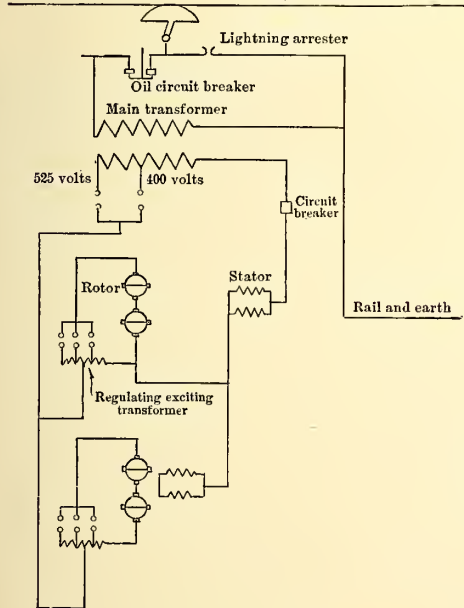 Lightning arrester
Oil circuit breaker
Main transformer
525 volts
400 volts
Circuit
breaker
Stator
Rotor
Rail and earth
Regulating exciting
transformer